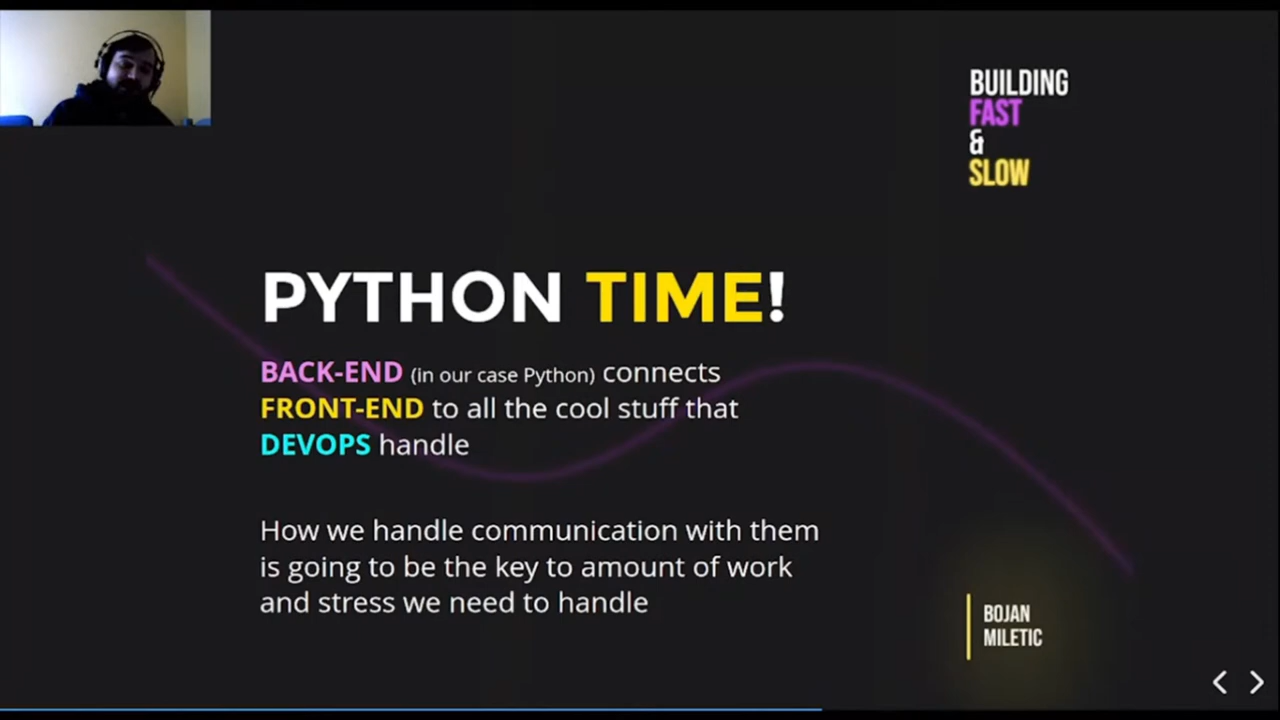 BUILDING
FAST
&
SLOW
PYTHON TIME!
BACK-END (in our case Python) connects
FRONT-END to all the cool stuff that
DEVOPS handle
How we handle communication with them
is going to be the key to amount of work
and stress we need to handle
BOJAN
MILETIC